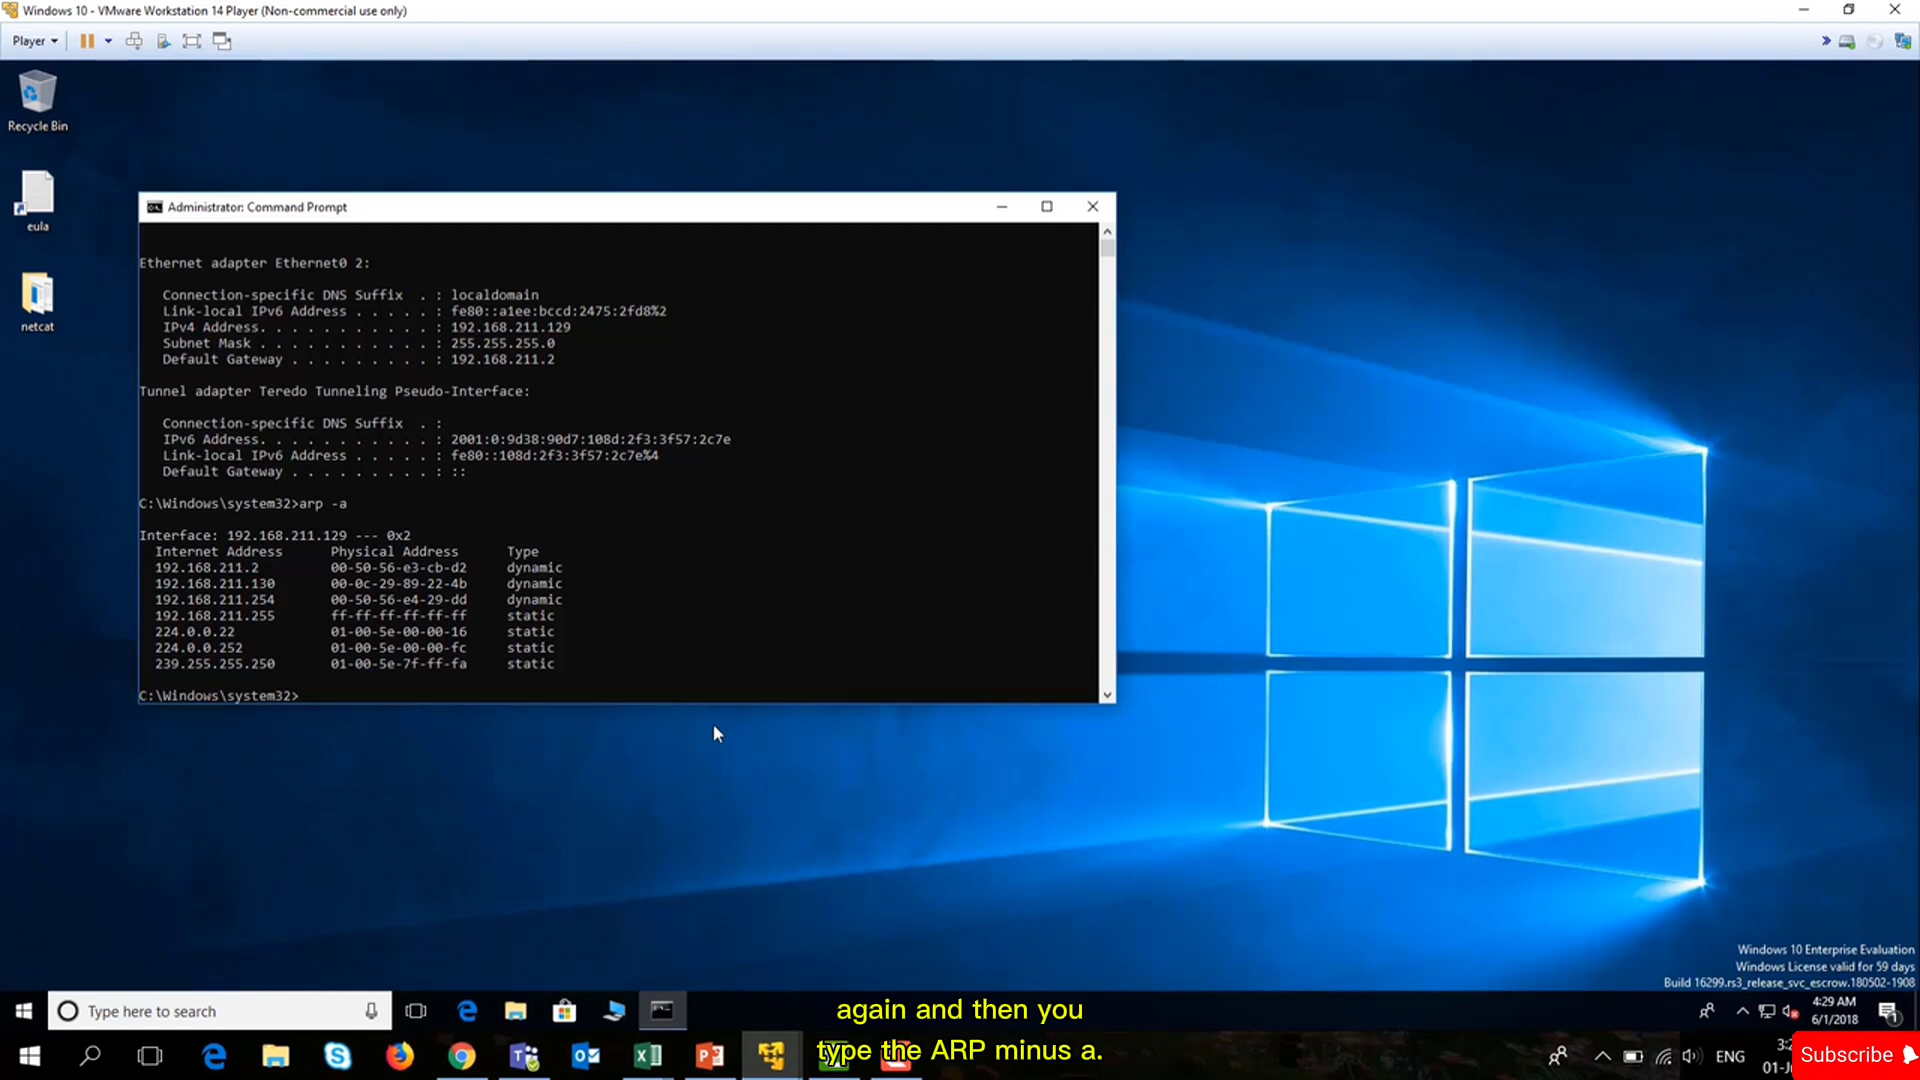 Windows 10 - VMware Workstation 14 Player (Non-commercial use only)
Player
Recycle Bin
eula
netcat
Administrator: Command Prompt
Ethernet adapter Ethernet0 2:
Connection-specific DNS Suffix . : localdomain
Link-local IPv6 Address . . . . . : fe80::a1ee:bccd:2475:2fd8%2
IPv4 Address. . . . . . . . . . . : 192.168.211.129
Subnet Mask . . . . . . . . . . . : 255.255.255.0
Default Gateway . . . . . . . . . : 192.168.211.2
Tunnel adapter Teredo Tunneling Pseudo-Interface:
Connection-specific DNS Suffix . :
IPv6 Address. . . . . . . . . . . : 2001:0:9d38:90d7:108d:2f3:3f57:2c7e
Link-local IPv6 Address . . . . . : fe80::108d:2f3:3f57:2c7e%4
Default Gateway . . . . . . . . . : ::
C:\Windows\system32>arp -a
Interface: 192.168.211.129 --- 0x2
Internet Address Physical Address Type
192.168.211.2 00-50-56-e3-cb-d2 dynamic
192.168.211.130 00-0c-29-89-22-4b dynamic
192.168.211.254 00-50-56-e4-29-dd dynamic
192.168.211.255 ff-ff-ff-ff-ff-ff static
224.0.0.22 01-00-5e-00-00-16 static
224.0.0.252 01-00-5e-00-00-fc static
239.255.255.250 01-00-5e-7f-ff-fa static
C:\Windows\system32>
Windows 10 Enterprise Evaluation
Windows License valid for 59 days
Build 16299.rs3_release_svc_escrow.180502-1908
Type here to search
4:29 AM
6/1/2018
again and then you
type the ARP minus a.
ENG
Subscribe